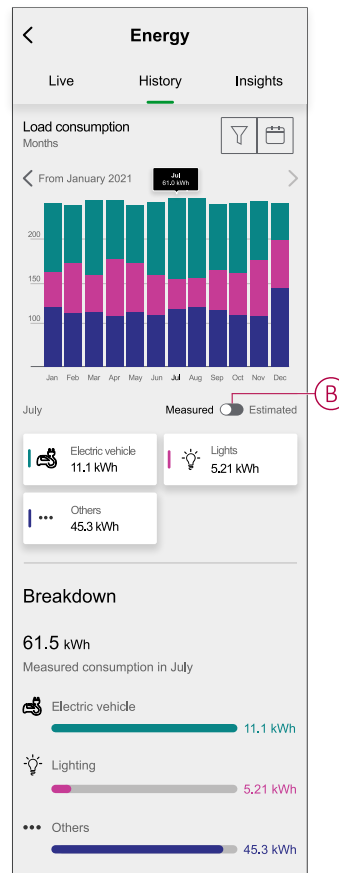 Energy
Live History Insights
Load consumption
Months
From January 2021
Jul
61.0 kWh
200
150
100
Jan Feb Mar Apr May Jun Jul Aug Sep Oct Nov Dec
July Measured Estimated
B
Electric vehicle
11.1 kWh
Lights
5.21 kWh
Others
45.3 kWh
Breakdown
61.5 kWh
Measured consumption in July
Electric vehicle
11.1 kWh
Lighting
5.21 kWh
Others
45.3 kWh